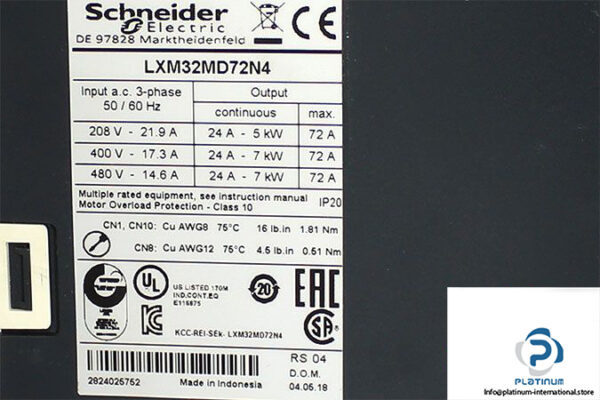 Schneider
Electric
DE 97828 Marktheidenfeld
CE
LXM32MD72N4
Input a.c. 3-phase
50 / 60 Hz
Output
continuous
max.
208 V - 21.9 A
24 A - 5 kW
72 A
400 V - 17.3 A
24 A - 7 kW
72 A
480 V - 14.6 A
24 A - 7 kW
72 A
Multiple rated equipment, see instruction manual
Motor Overload Protection - Class 10
IP20
CN1, CN10: Cu AWG8 75°C 16 lb.in 1.81 Nm
CN8: Cu AWG12 75°C 4.5 lb.in 0.51 Nm
UL
US LISTED 170M
IND.CONT.EQ
E116875
20
EAC
KC
KCC-REI-SEk- LXM32MD72N4
SA
RS 04
2824025752
Made in Indonesia
D.O.M.
04.05.18
PLATINUM
INTERNATIONAL
Info@platinum-international.store